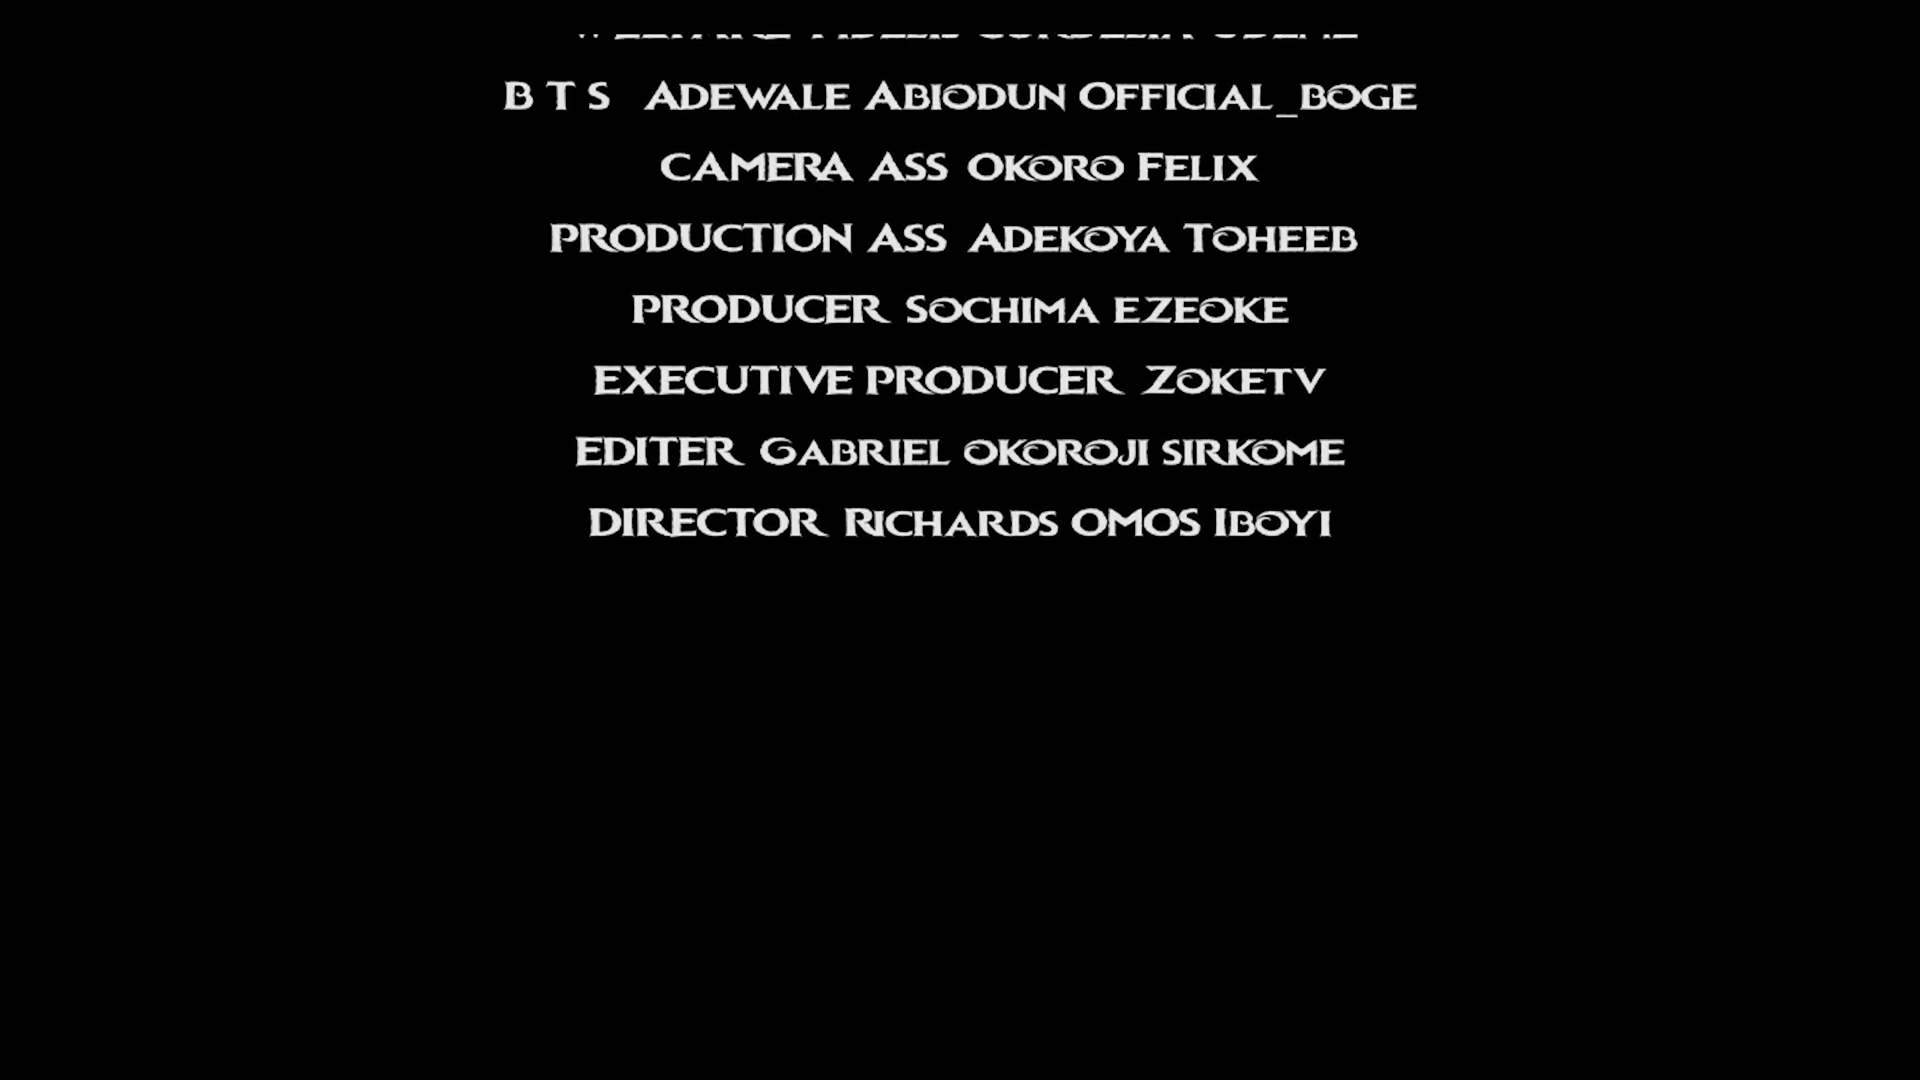 B T S Adewale Abiodun Official_boge
CAMERA ASS Okoro Felix
PRODUCTION ASS Adekoya Toheeb
PRODUCER Sochima ezeoke
EXECUTIVE PRODUCER Zoketv
EDITER Gabriel okoroji sirkome
DIRECTOR Richards OMOS Iboyi